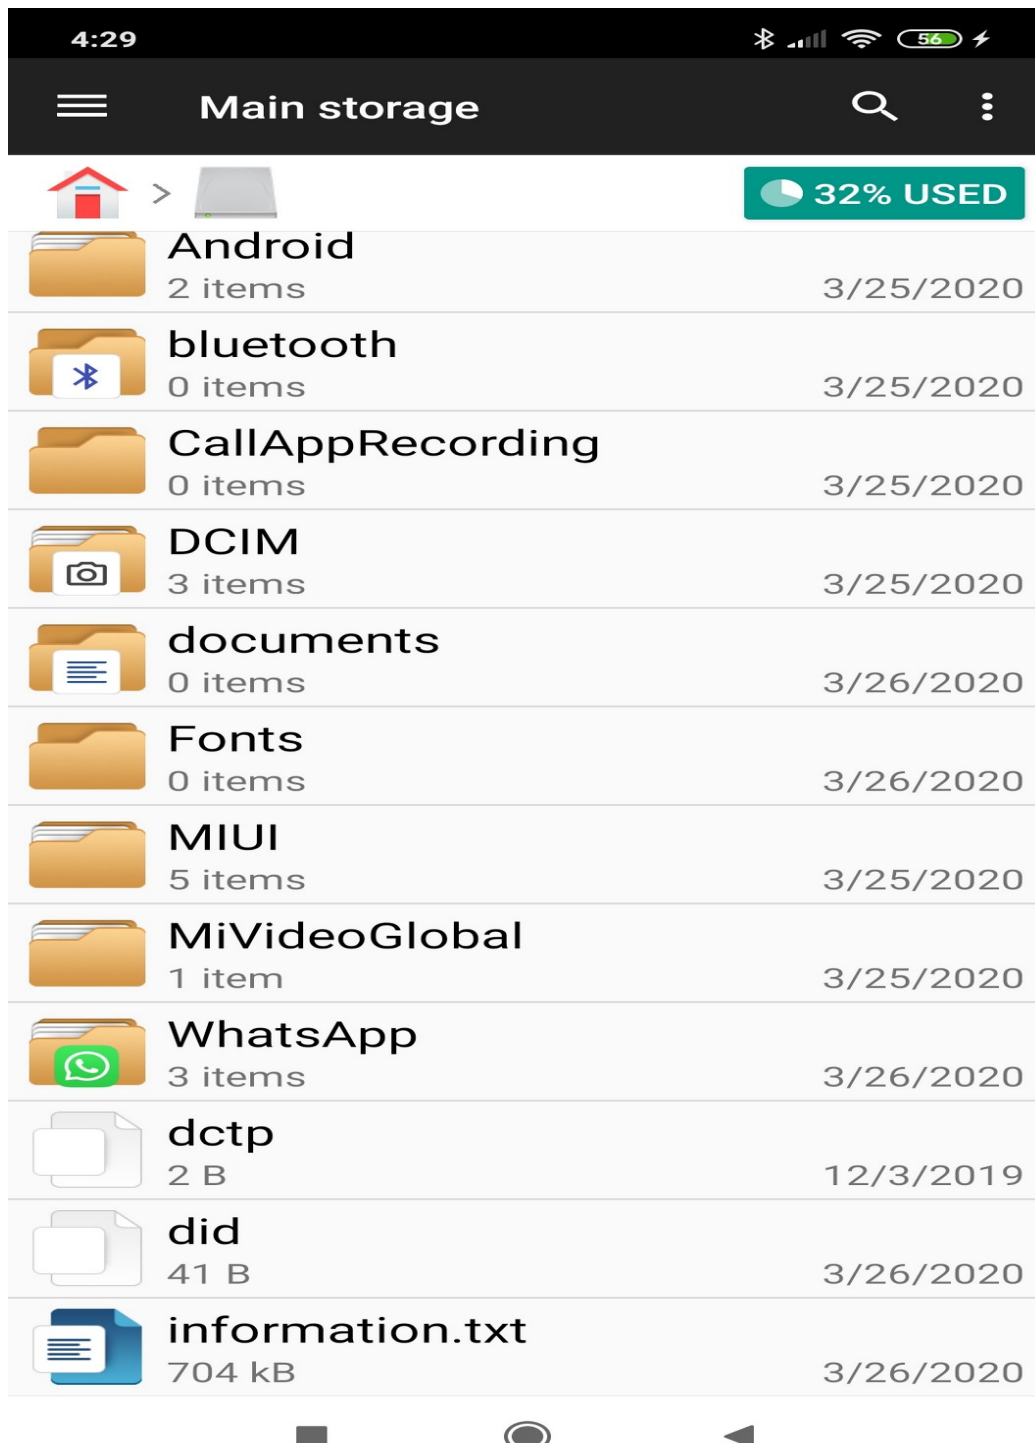 4:29
56
Main storage
32% USED
Android
2 items
3/25/2020
bluetooth
0 items
3/25/2020
CallAppRecording
0 items
3/25/2020
DCIM
3 items
3/25/2020
documents
0 items
3/26/2020
Fonts
0 items
3/26/2020
MIUI
5 items
3/25/2020
MiVideoGlobal
1 item
3/25/2020
WhatsApp
3 items
3/26/2020
dctp
2 B
12/3/2019
did
41 B
3/26/2020
information.txt
704 kB
3/26/2020